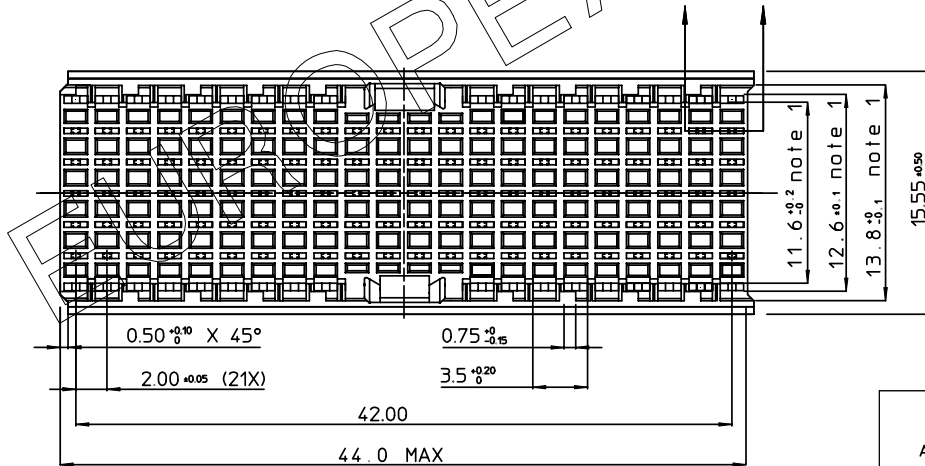 EUROPEA
11.6 +0.2 -0 note 1
12.6 ±0.1 note 1
13.8 +0 -0.1 note 1
15.55 ±0.50
0.50 +0.10 0 X 45°
0.75 +0 -0.15
2.00 ±0.05 (21X)
3.5 +0.20 0
42.00
44.0 MAX
A